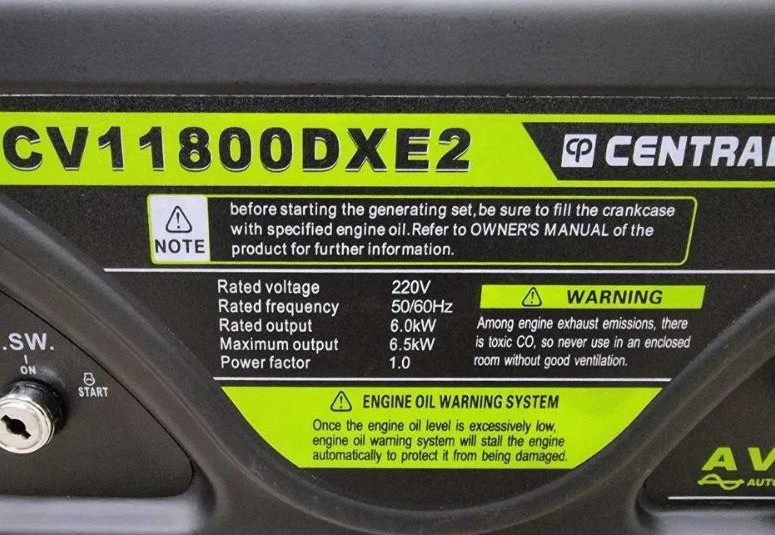 CV11800DXE2
CP CENTRA
NOTE
before starting the generating set,be sure to fill the crankcase
with specified engine oil.Refer to OWNER'S MANUAL of the
product for further information.
Rated voltage 220V
Rated frequency 50/60Hz
Rated output 6.0kW
Maximum output 6.5kW
Power factor 1.0
WARNING
Among engine exhaust emissions, there
is toxic CO, so never use in an enclosed
room without good ventilation.
.SW.
ON
START
ENGINE OIL WARNING SYSTEM
Once the engine oil level is excessively low,
engine oil warning system will stall the engine
automatically to protect it from being damaged.
AV
AUTO